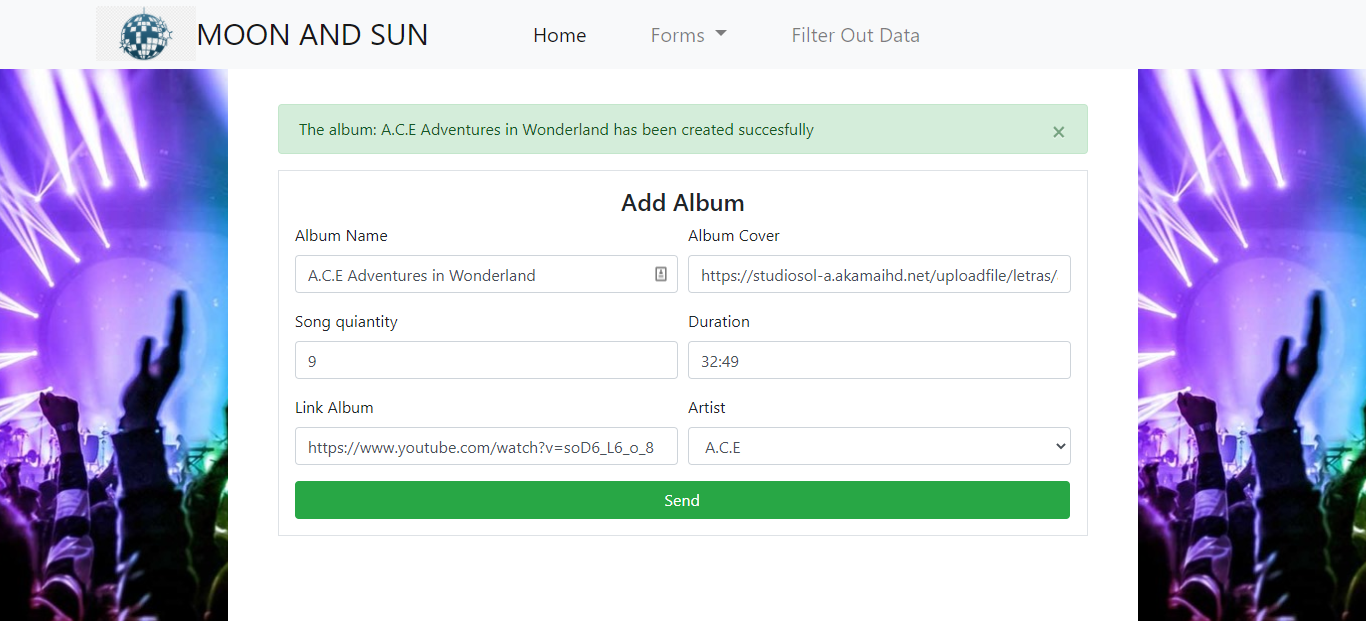 MOON AND SUN
Home
Forms
Filter Out Data
The album: A.C.E Adventures in Wonderland has been created succesfully
×
Add Album
Album Name
Album Cover
A.C.E Adventures in Wonderland
https://studiosol-a.akamaihd.net/uploadfile/letras/
Song quiantity
Duration
9
32:49
Link Album
Artist
https://www.youtube.com/watch?v=soD6_L6_o_8
A.C.E
Send